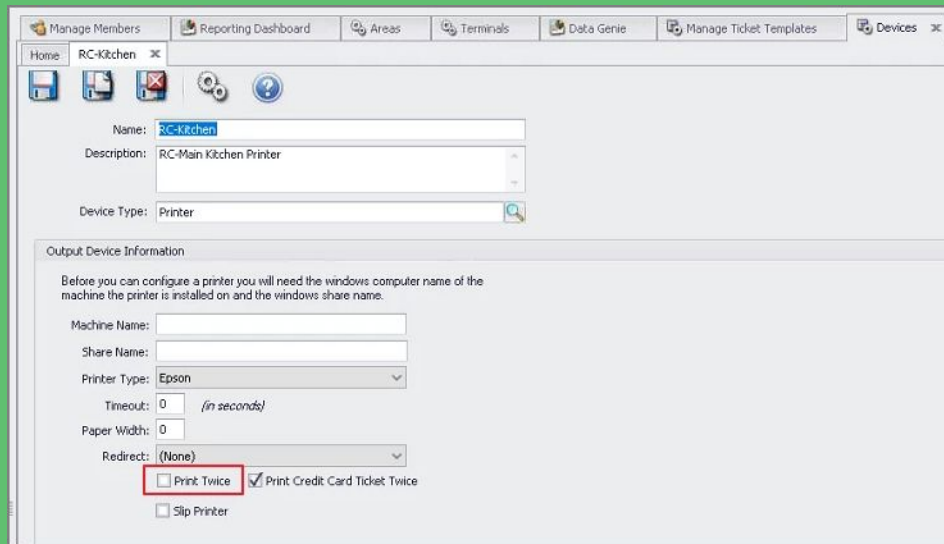 Manage Members Reporting Dashboard Areas Terminals Data Genie Manage Ticket Templates Devices
Home RC-Kitchen
Name: RC-Kitchen
Description: RC-Main Kitchen Printer
Device Type: Printer
Output Device Information
Before you can configure a printer you will need the windows computer name of the
machine the printer is installed on and the windows share name.
Machine Name:
Share Name:
Printer Type: Epson
Timeout: 0 (in seconds)
Paper Width: 0
Redirect: (None)
Print Twice Print Credit Card Ticket Twice
Slip Printer